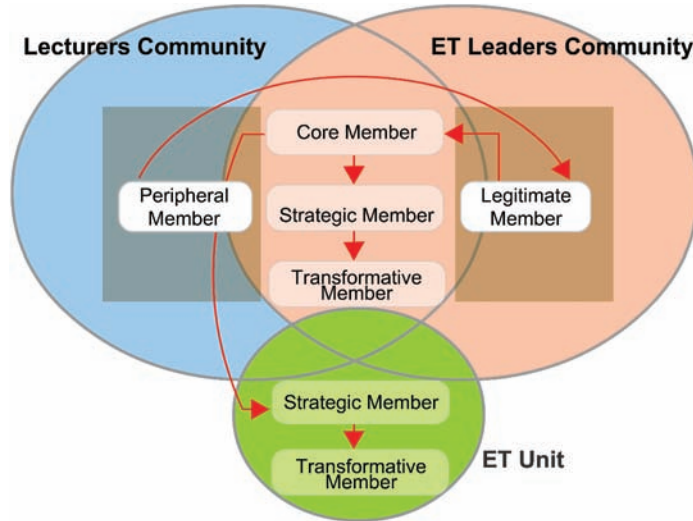 Lecturers Community
ET Leaders Community
Core Member
Peripheral
Member
Legitimate
Member
Strategic Member
Transformative
Member
Strategic Member
ET Unit
Transformative
Member